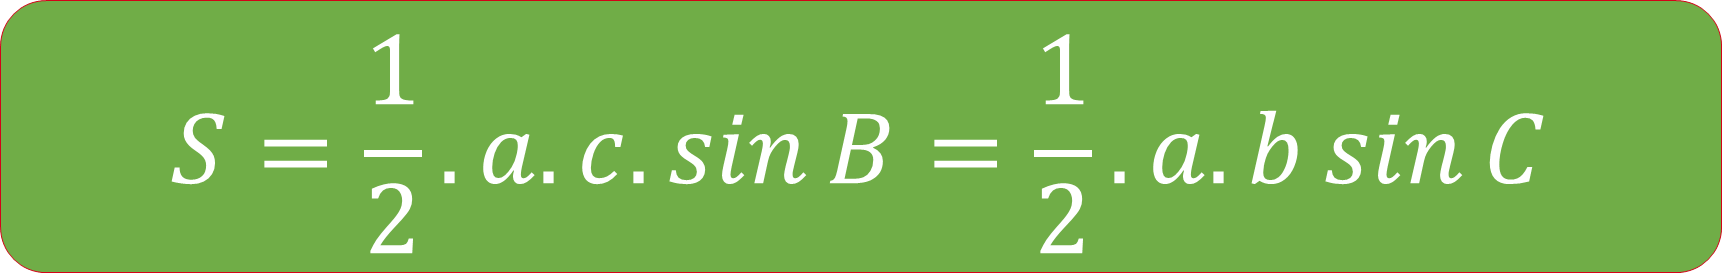 S = 1/2 . a. c. sin B = 1/2 . a. b sin C